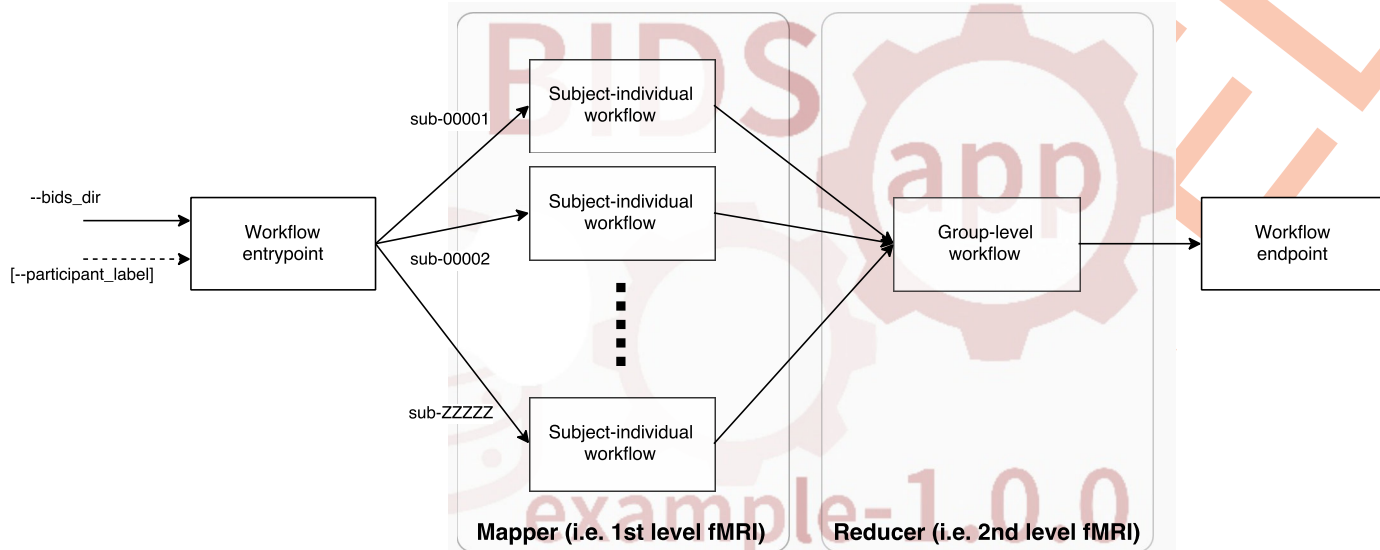 BIDS
app
example-1.0.0
--bids_dir
[--participant_label]
Workflow
entrypoint
sub-00001
sub-00002
sub-ZZZZZ
Subject-individual
workflow
Subject-individual
workflow
Subject-individual
workflow
Group-level
workflow
Workflow
endpoint
Mapper (i.e. 1st level fMRI)
Reducer (i.e. 2nd level fMRI)